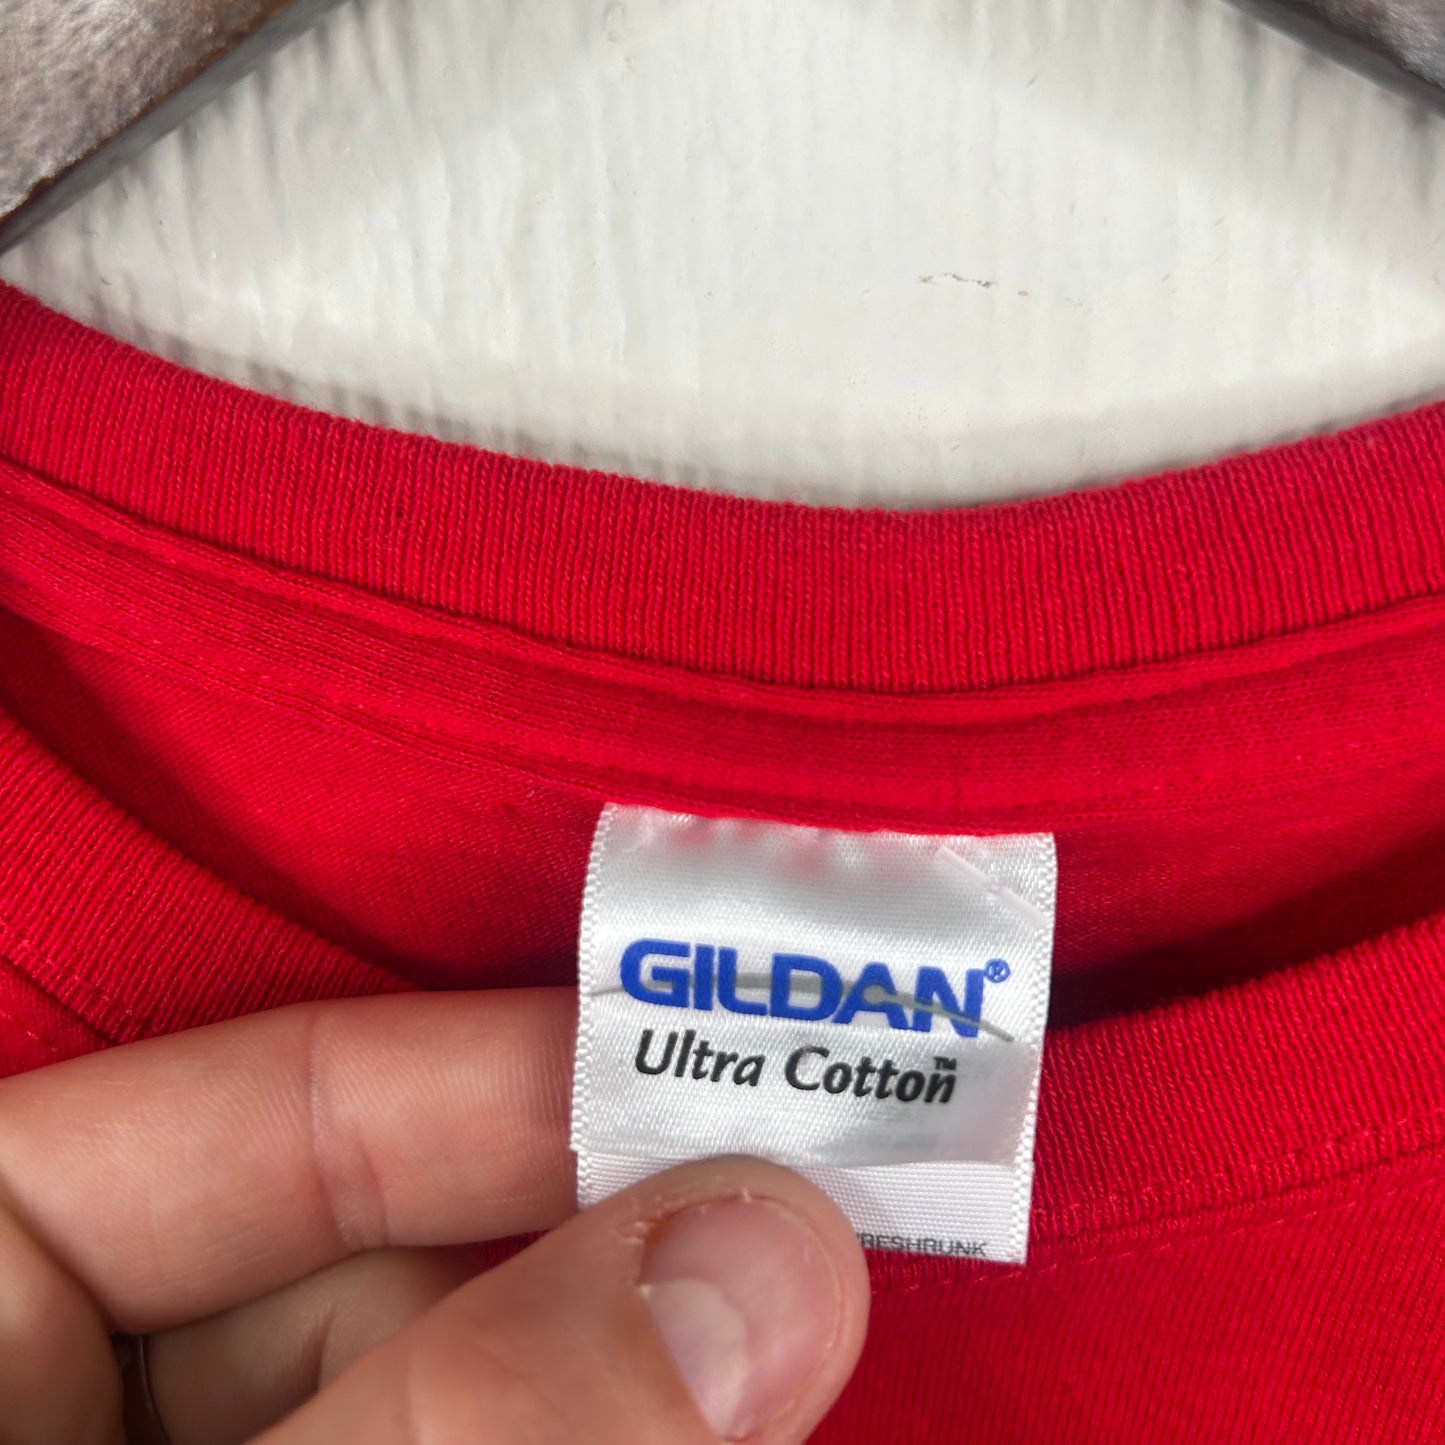 GILDAN®
Ultra Cotton™
PRESHRUNK